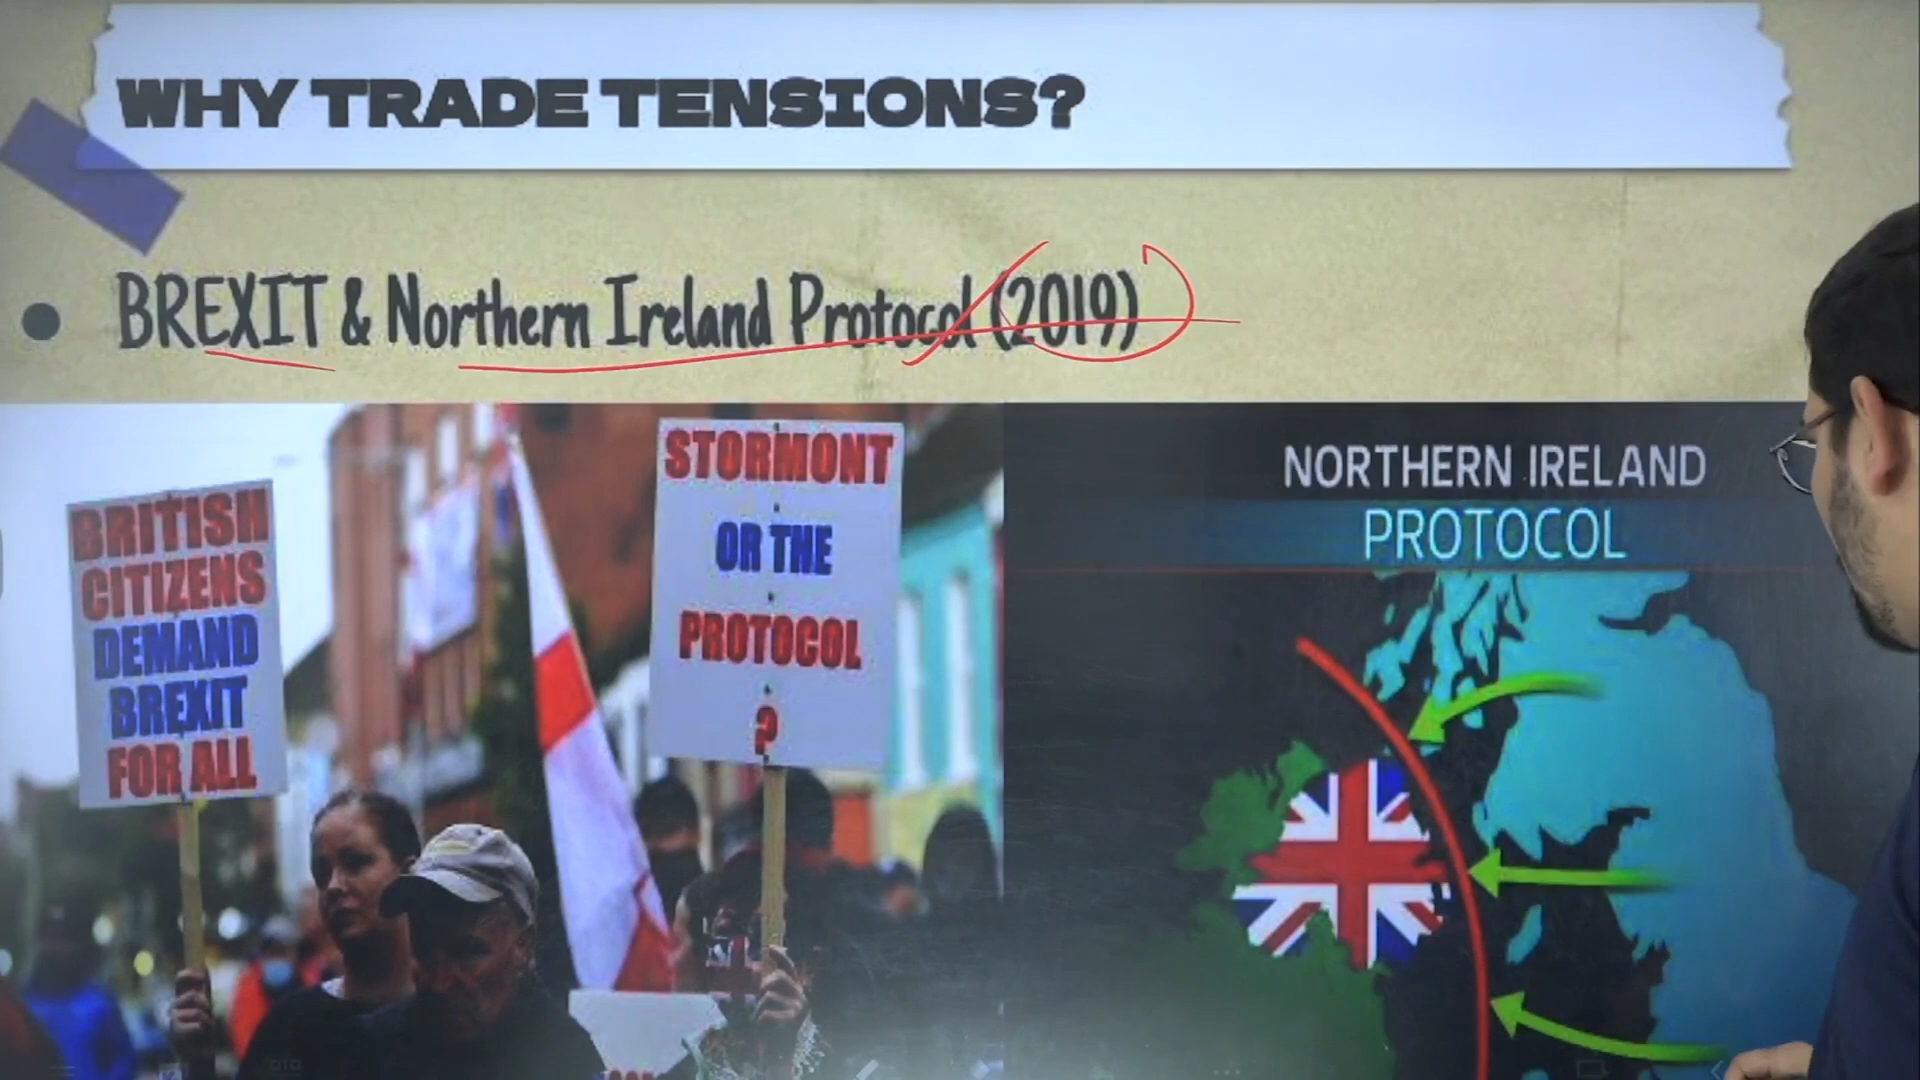 WHY TRADE TENSIONS?
BREXIT & Northern Ireland Protocol (2019)
BRITISH
CITIZENS
DEMAND
BREXIT
FOR ALL
STORMONT
OR THE
PROTOCOL
?
NORTHERN IRELAND
PROTOCOL